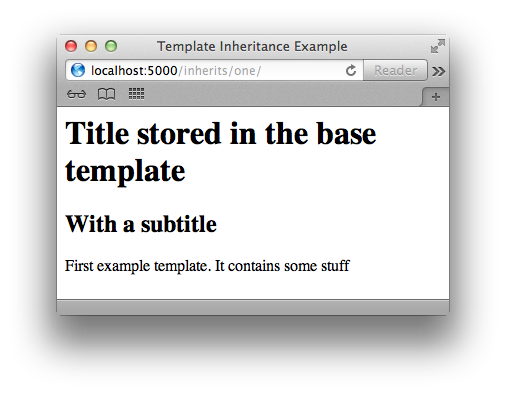 Template Inheritance Example
localhost:5000/inherits/one/
Reader
Title stored in the base
template
With a subtitle
First example template. It contains some stuff